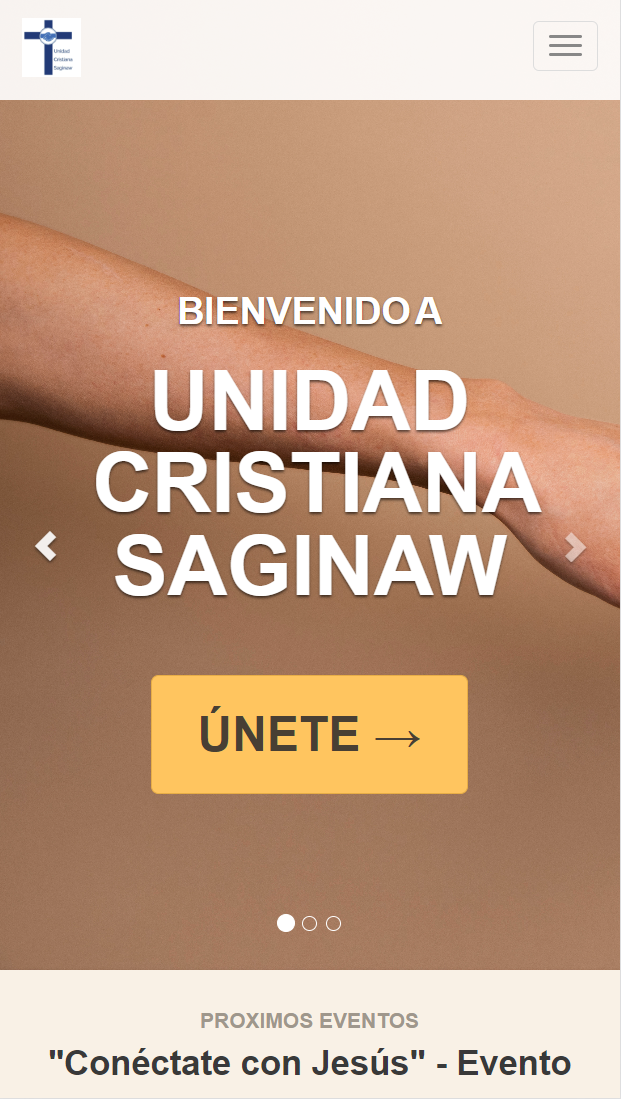 Unidad
Cristiana
Saginaw
BIENVENIDO A
UNIDAD
CRISTIANA
SAGINAW
ÚNETE →
PROXIMOS EVENTOS
"Conéctate con Jesús" - Evento